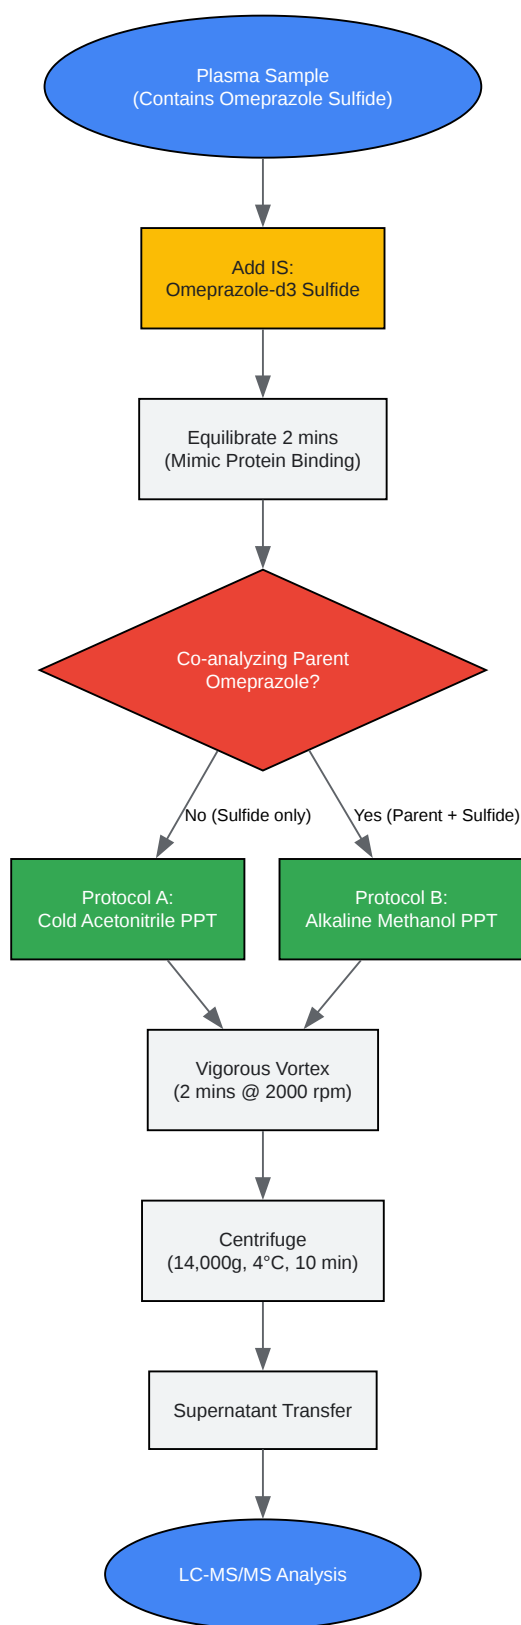 Plasma Sample
(Contains Omeprazole Sulfide)
Add IS:
Omeprazole-d3 Sulfide
Equilibrate 2 mins
(Mimic Protein Binding)
Co-analyzing Parent
Omeprazole?
No (Sulfide only)
Yes (Parent + Sulfide)
Protocol A:
Cold Acetonitrile PPT
Protocol B:
Alkaline Methanol PPT
Vigorous Vortex
(2 mins @ 2000 rpm)
Centrifuge
(14,000g, 4°C, 10 min)
Supernatant Transfer
LC-MS/MS Analysis